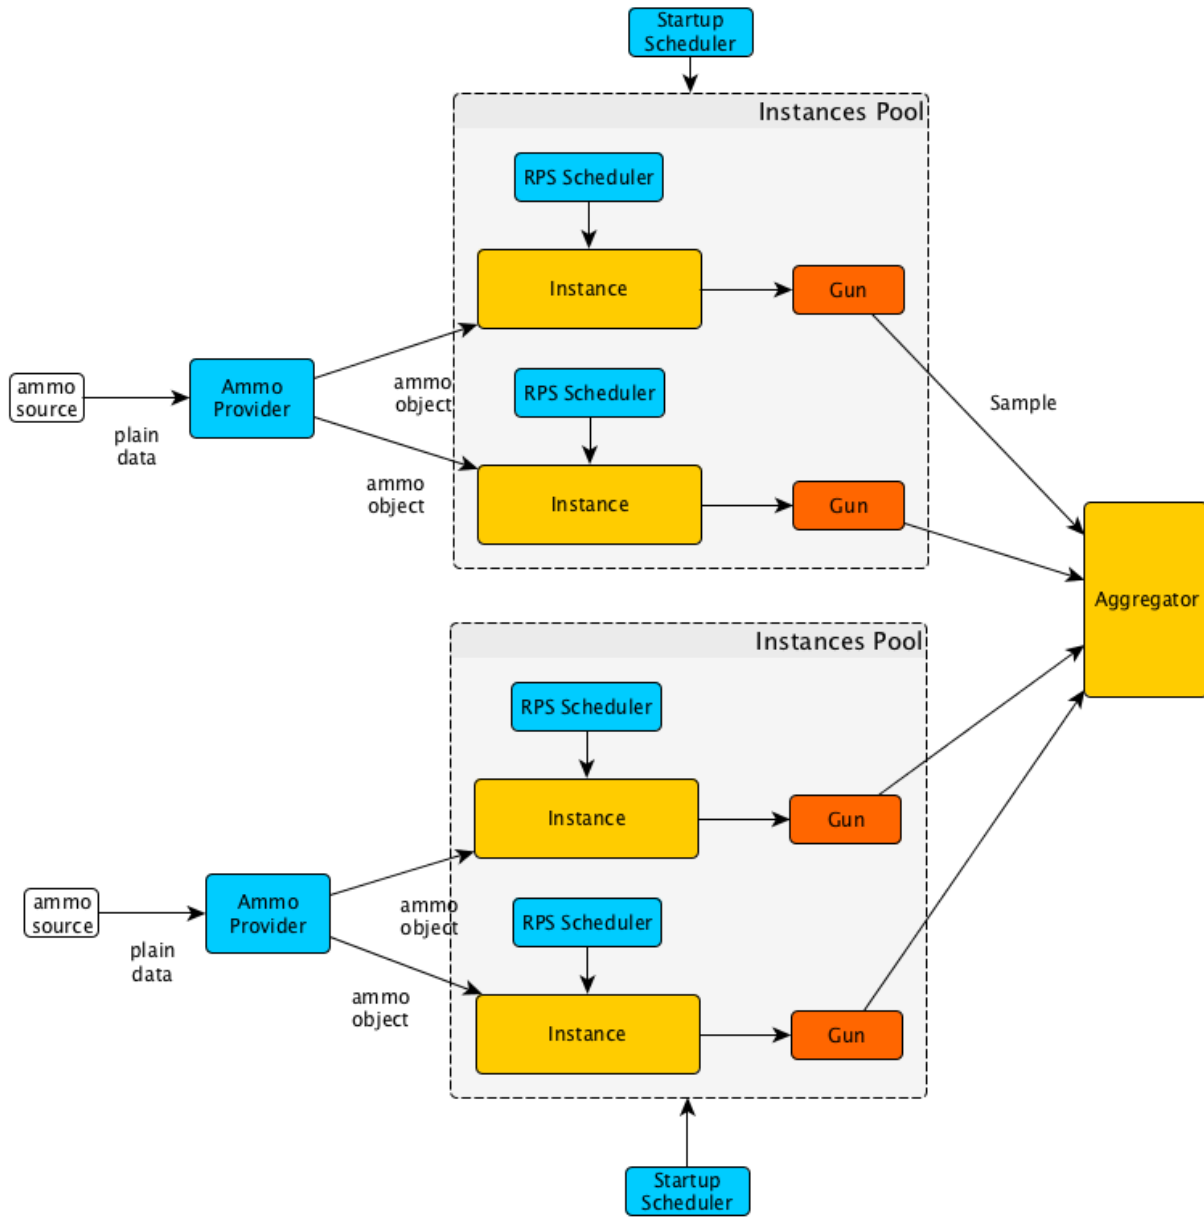 Startup
Scheduler
Instances Pool
RPS Scheduler
Instance
Gun
ammo
source
plain
data
Ammo
Provider
ammo
object
RPS Scheduler
Sample
ammo
object
Instance
Gun
Aggregator
Instances Pool
RPS Scheduler
Instance
Gun
ammo
source
plain
data
Ammo
Provider
ammo
object
RPS Scheduler
ammo
object
Instance
Gun
Startup
Scheduler